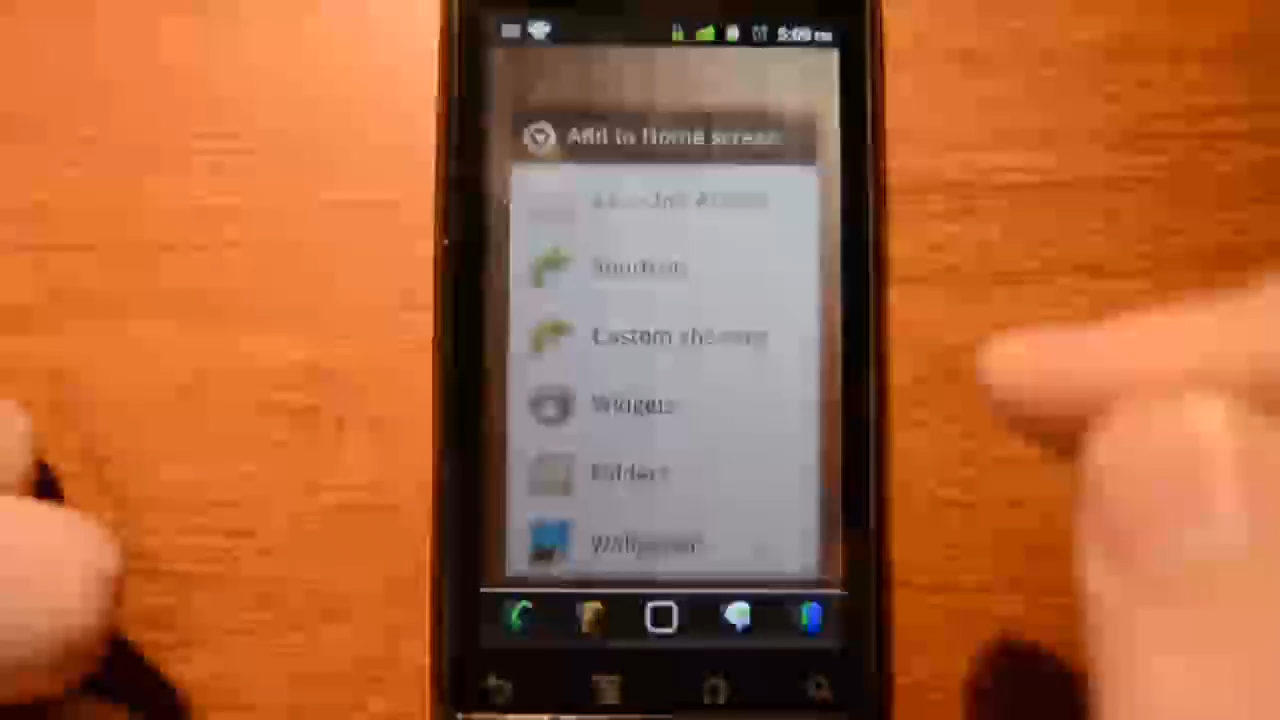 Add to Home screen
Shortcuts
Custom shortcut
Widgets
Folders
Wallpaper